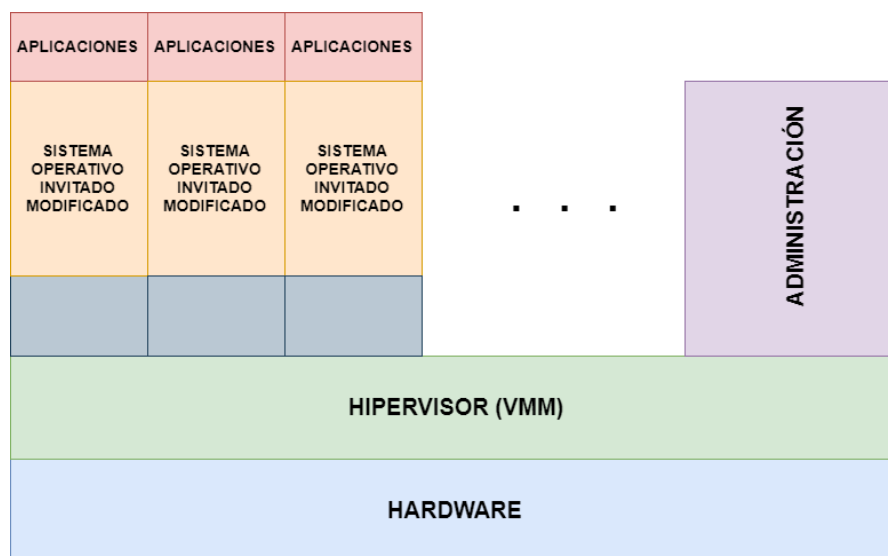 APLICACIONES APLICACIONES APLICACIONES
SISTEMA
OPERATIVO
INVITADO
MODIFICADO
SISTEMA
OPERATIVO
INVITADO
MODIFICADO
SISTEMA
OPERATIVO
INVITADO
MODIFICADO
. . .
ADMINISTRACIÓN
HIPERVISOR (VMM)
HARDWARE